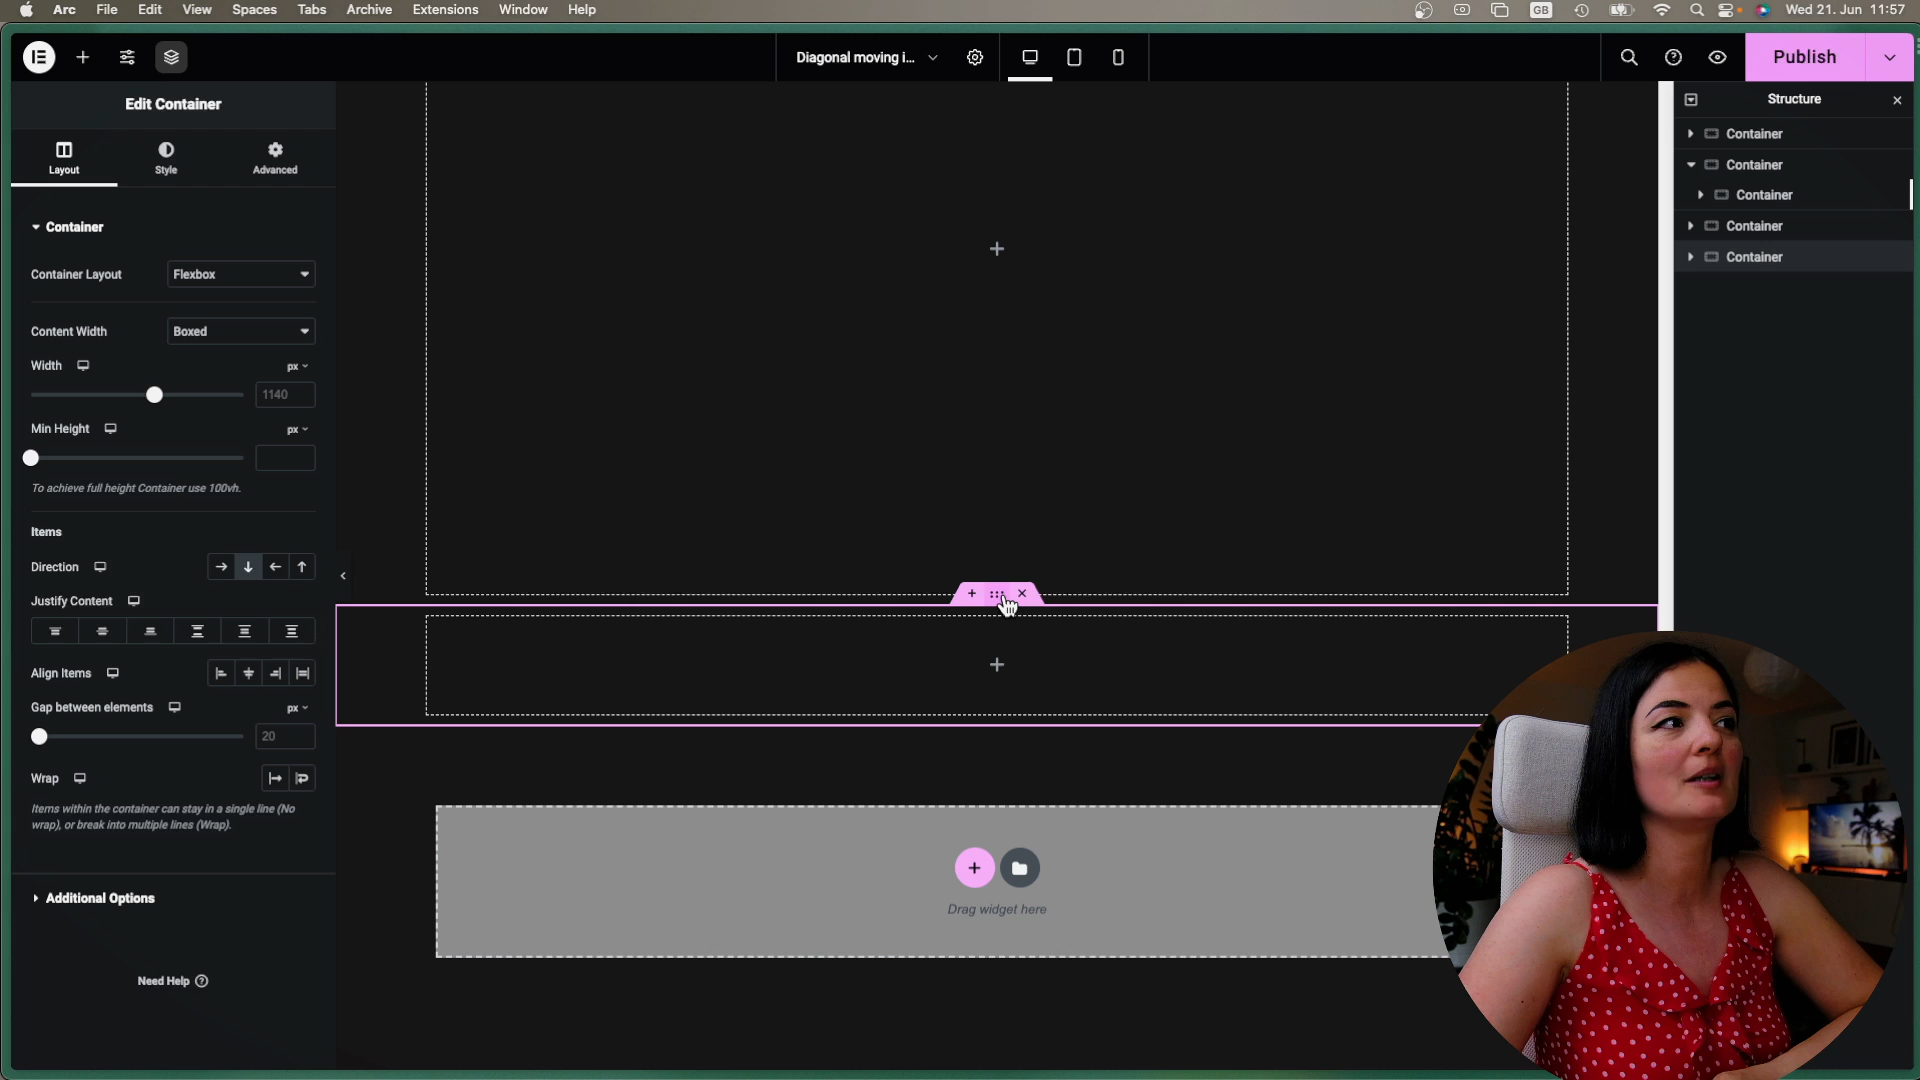 Arc File Edit View Spaces Tabs Archive Extensions Window Help
GB
Wed 21. Jun 11:57
Diagonal moving i...
Publish
Edit Container
Layout
Style
Advanced
Container
Container Layout
Flexbox
Content Width
Boxed
Width
px
1140
Min Height
px
To achieve full height Container use 100vh.
Items
Direction
Justify Content
Align Items
Gap between elements
px
20
Wrap
Items within the container can stay in a single line (No
wrap), or break into multiple lines (Wrap).
Additional Options
Need Help
Drag widget here
Structure
Container
Container
Container
Container
Container